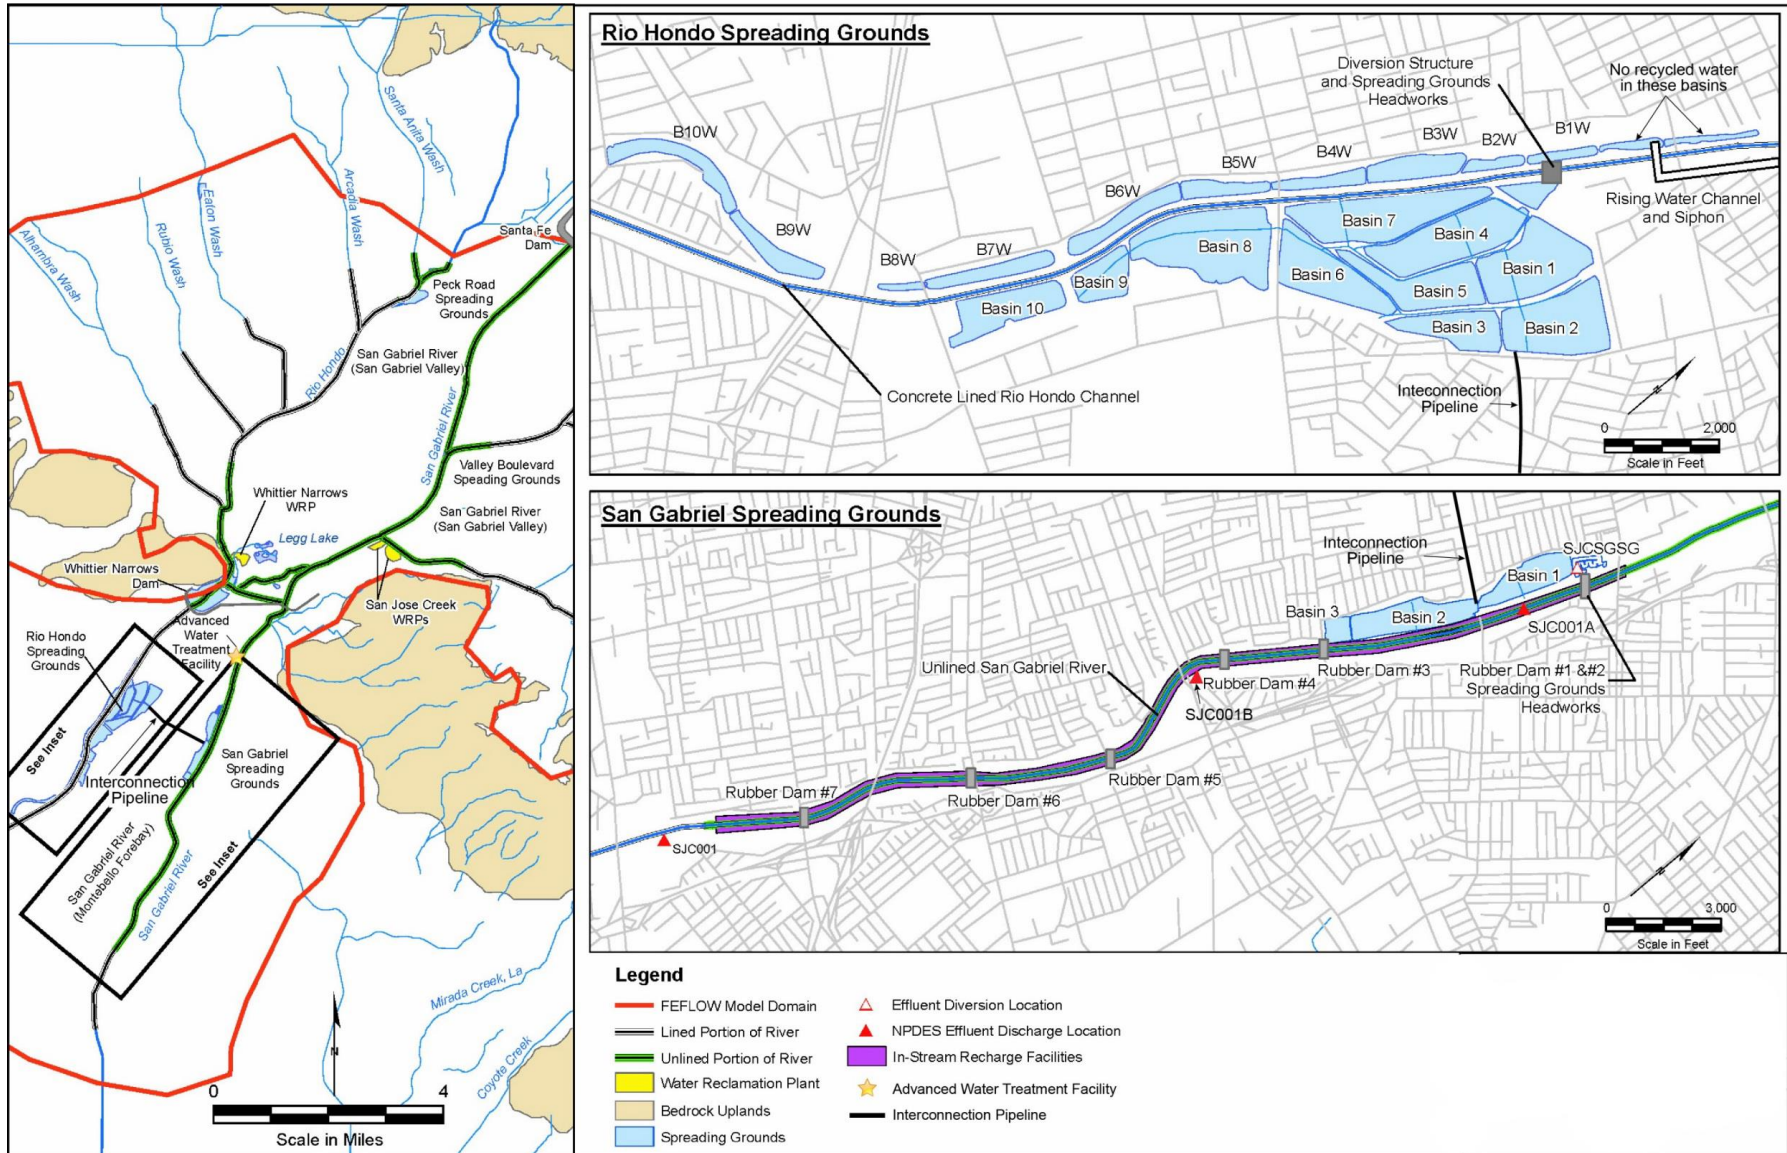 Santa Anita Wash
Arcadia Wash
Eaton Wash
Rubio Wash
Alhambra Wash
Santa Fe
Dam
Peck Road
Spreading
Grounds
San Gabriel River
(San Gabriel Valley)
Rio Hondo
San Gabriel River
Valley Boulevard
Speading Grounds
San Gabriel River
(San Gabriel Valley)
Whittier Narrows
WRP
Legg Lake
Whittier Narrows
Dam
San Jose Creek
WRPs
Advanced
Water
Treatment
Facility
Rio Hondo
Spreading
Grounds
See Inset
Interconnection
Pipeline
San Gabriel
Spreading
Grounds
San Gabriel River
(Montebello Forebay)
San Gabriel River
See Inset
Mirada Creek, La
Coyote Creek
N
0 4
Scale in Miles
Rio Hondo Spreading Grounds
Diversion Structure
and Spreading Grounds
Headworks
No recycled water
in these basins
B10W
B9W
B8W
B7W
B6W
B5W
B4W
B3W
B2W
B1W
Rising Water Channel
and Siphon
Basin 7
Basin 4
Basin 8
Basin 6
Basin 1
Basin 5
Basin 9
Basin 10
Basin 3
Basin 2
Concrete Lined Rio Hondo Channel
Inteconnection
Pipeline
N
0 2,000
Scale in Feet
San Gabriel Spreading Grounds
Inteconnection
Pipeline
SJCSGSG
Basin 1
Basin 3
Basin 2
SJC001A
Unlined San Gabriel River
Rubber Dam #3
Rubber Dam #4
Rubber Dam #1 &#2
Spreading Grounds
Headworks
SJC001B
Rubber Dam #5
Rubber Dam #6
Rubber Dam #7
SJC001
N
0 3,000
Scale in Feet
Legend
FEFLOW Model Domain
Lined Portion of River
Unlined Portion of River
Water Reclamation Plant
Bedrock Uplands
Spreading Grounds
Effluent Diversion Location
NPDES Effluent Discharge Location
In-Stream Recharge Facilities
Advanced Water Treatment Facility
Interconnection Pipeline